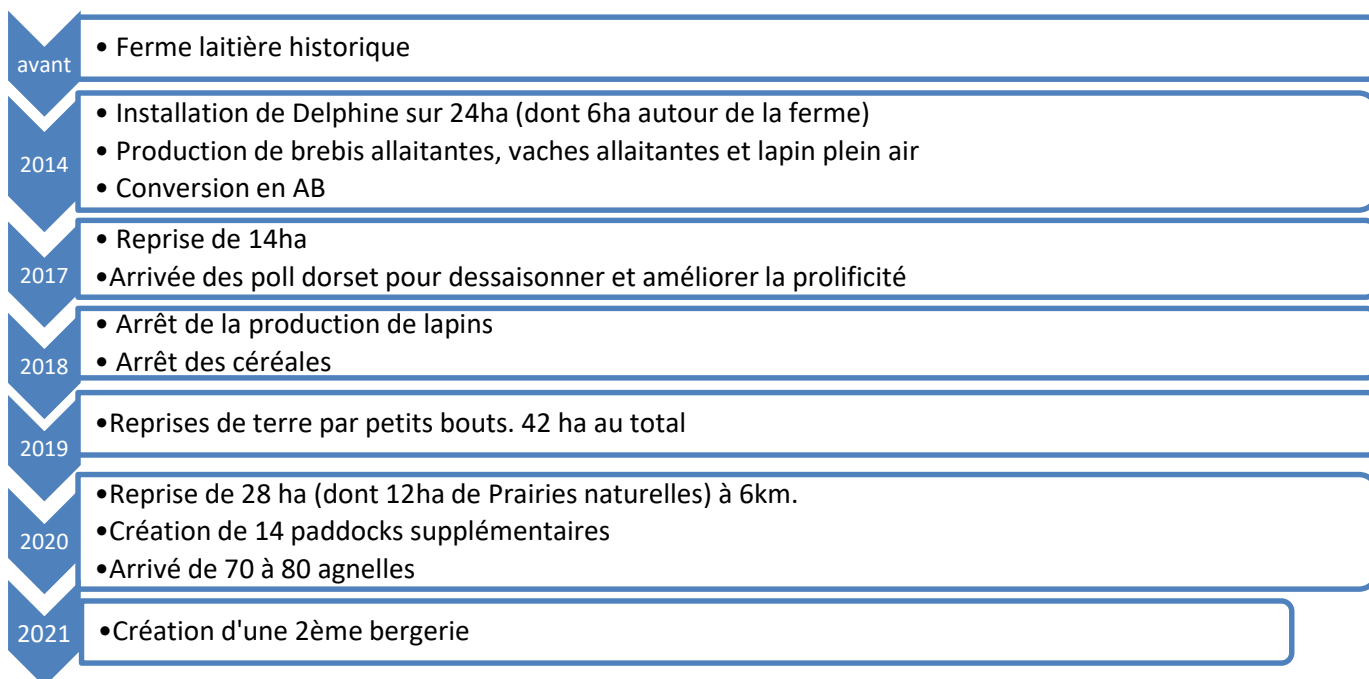 avant
• Ferme laitière historique
2014
• Installation de Delphine sur 24ha (dont 6ha autour de la ferme)
• Production de brebis allaitantes, vaches allaitantes et lapin plein air
• Conversion en AB
2017
• Reprise de 14ha
•Arrivée des poll dorset pour dessaisonner et améliorer la prolificité
2018
• Arrêt de la production de lapins
• Arrêt des céréales
2019
•Reprises de terre par petits bouts. 42 ha au total
2020
•Reprise de 28 ha (dont 12ha de Prairies naturelles) à 6km.
•Création de 14 paddocks supplémentaires
•Arrivé de 70 à 80 agnelles
2021
•Création d'une 2ème bergerie